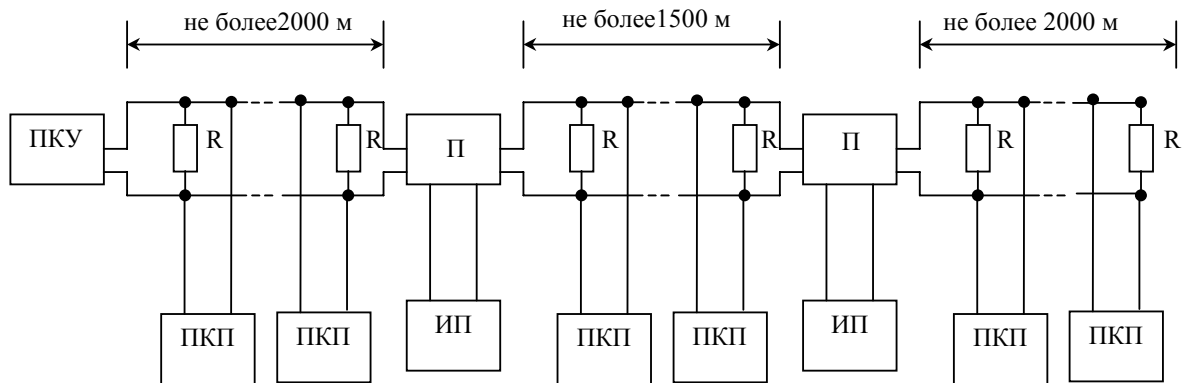 не более2000 м не более1500 м не более 2000 м
ПКУ R R П R R П R R
ПКП ПКП ИП ПКП ПКП ИП ПКП ПКП